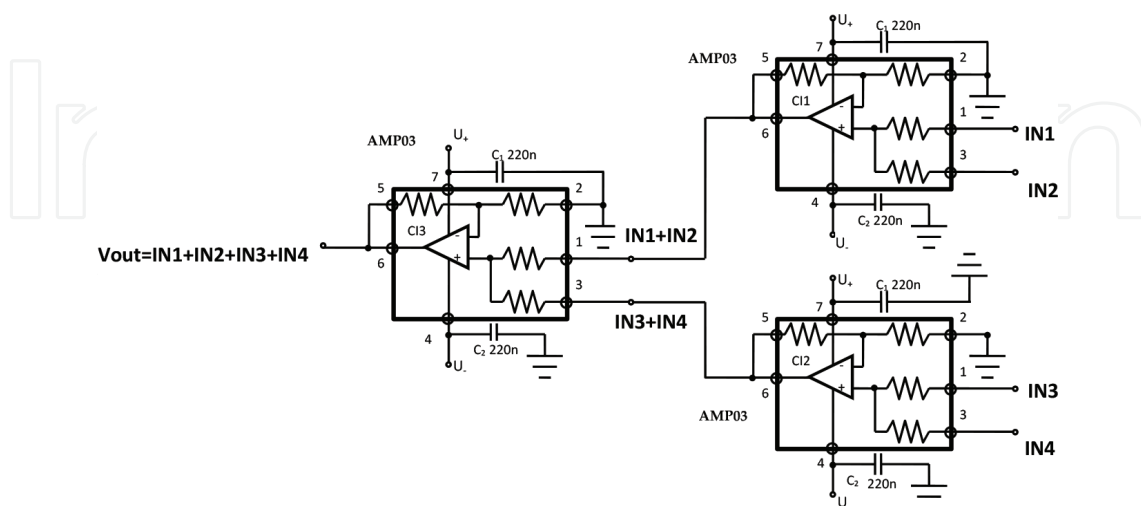 U+
C1 220n
AMP03
5
7
2
CI1
-
+
1
IN1
6
3
IN2
4
C2 220n
U-
AMP03
U+
C1 220n
5
7
2
CI3
-
+
1
IN1+IN2
Vout=IN1+IN2+IN3+IN4
6
3
IN3+IN4
4
C2 220n
U-
U+
C1 220n
5
7
2
CI2
-
+
1
IN3
6
3
IN4
AMP03
4
C2 220n
U